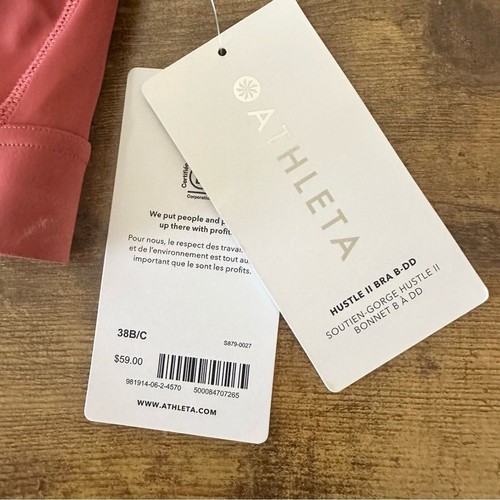 ATHLETA
HUSTLE II BRA B-DD
SOUTIEN-GORGE HUSTLE II
BONNET B À DD
Certified
Corporation
We put people and
up there with profit.
Pour nous, le respect des
et de l'environnement est tout au
important que le sont les profits.
38B/C
S879-0027
$59.00
981914-06-2-4570
500084707265
WWW.ATHLETA.COM